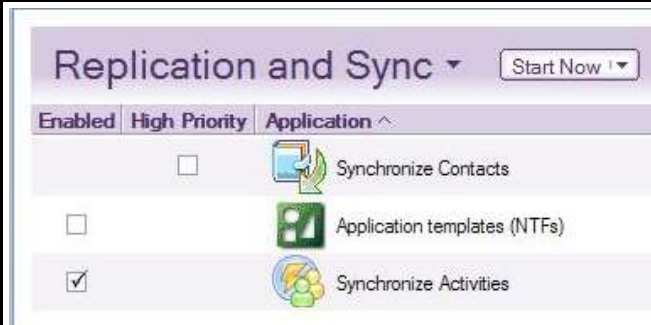 Replication and Sync Start Now
Enabled High Priority Application
Synchronize Contacts
Application templates (NTFs)
Synchronize Activities